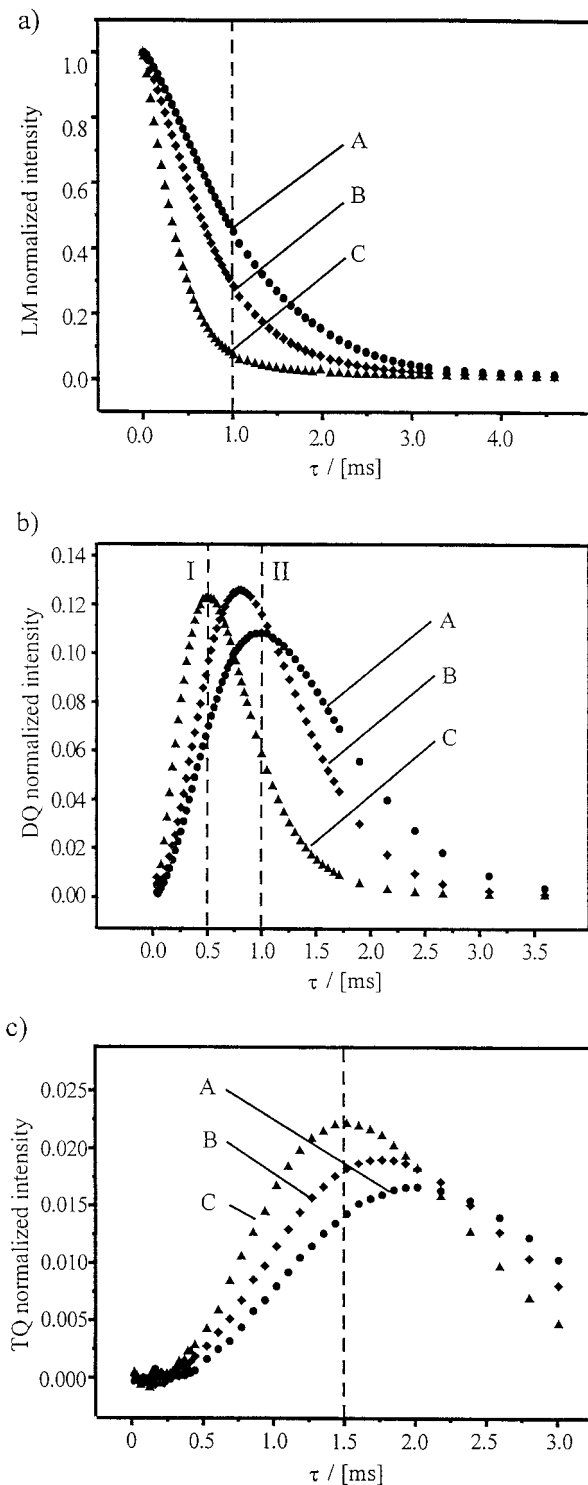 a)
LM normalized intensity
1.0
0.8
0.6
0.4
0.2
0.0
A
B
C
0.0 1.0 2.0 3.0 4.0
τ / [ms]
b)
DQ normalized intensity
0.14
0.12
0.10
0.08
0.06
0.04
0.02
0.00
I II
A
B
C
0.0 0.5 1.0 1.5 2.0 2.5 3.0 3.5
τ / [ms]
c)
TQ normalized intensity
0.025
0.020
0.015
0.010
0.005
0.000
A
B
C
0 0.5 1.0 1.5 2.0 2.5 3.0
τ / [ms]